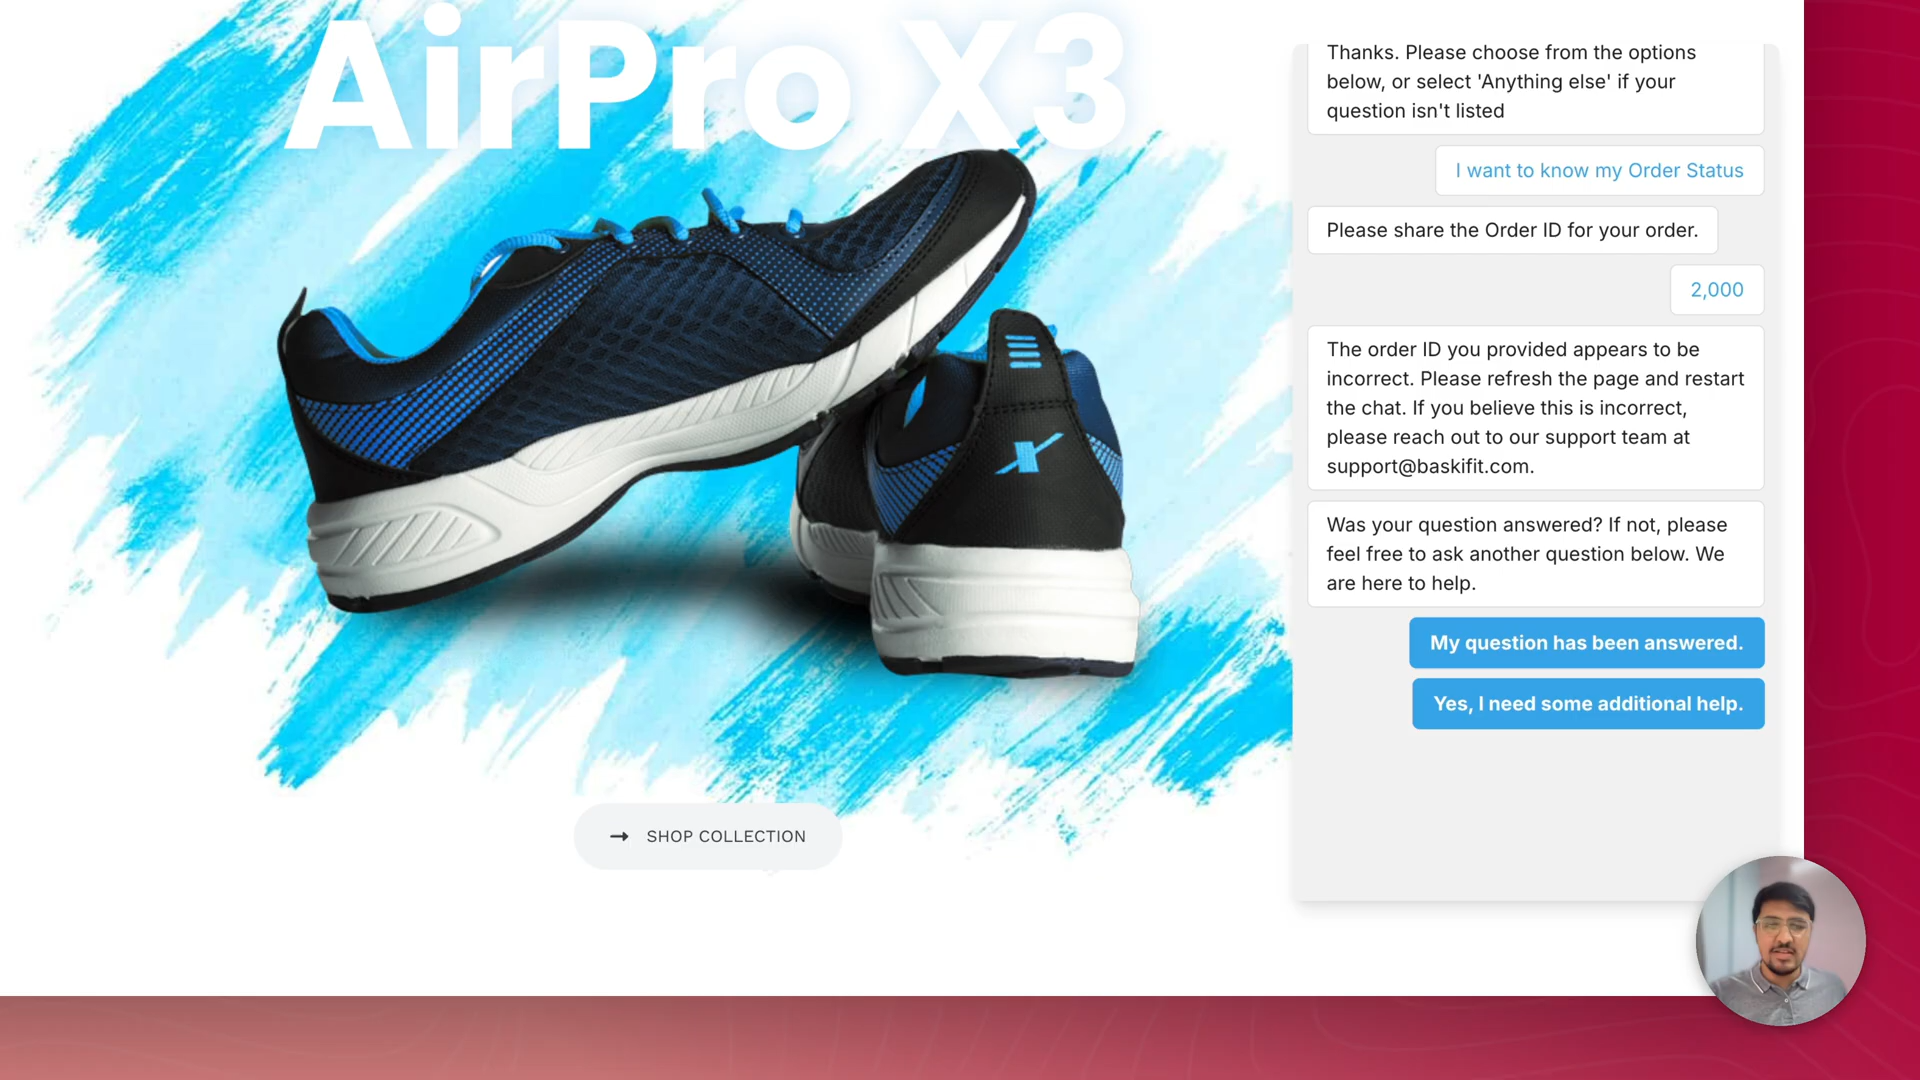 AirPro X3
Thanks. Please choose from the options
below, or select 'Anything else' if your
question isn't listed
I want to know my Order Status
Please share the Order ID for your order.
2,000
The order ID you provided appears to be
incorrect. Please refresh the page and restart
the chat. If you believe this is incorrect,
please reach out to our support team at
support@baskifit.com.
Was your question answered? If not, please
feel free to ask another question below. We
are here to help.
My question has been answered.
Yes, I need some additional help.
→ SHOP COLLECTION